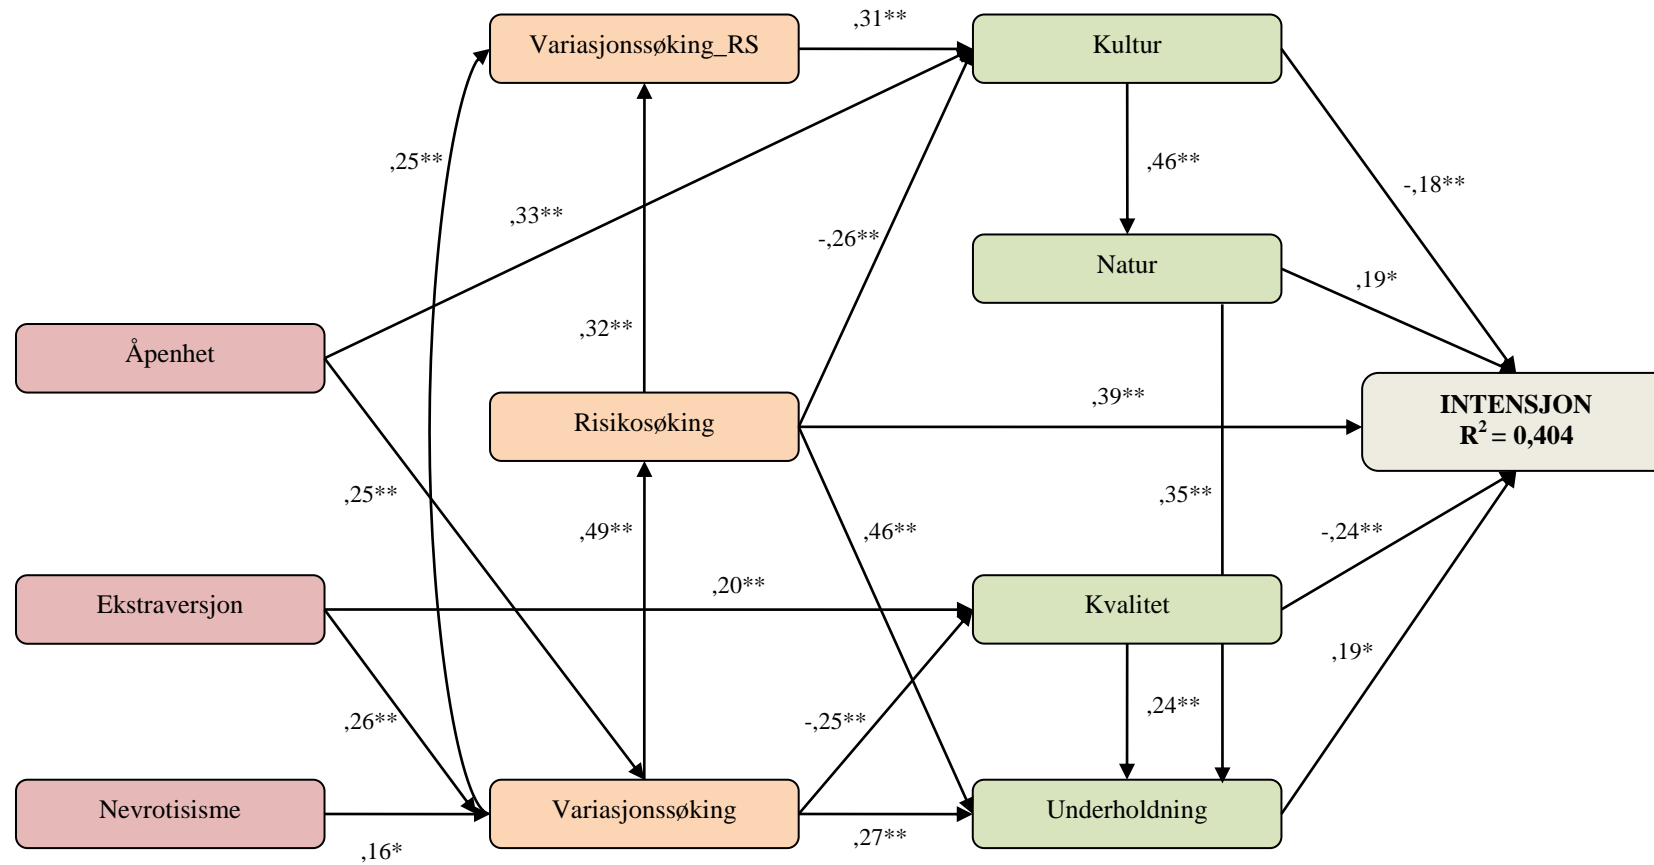 ,31**
Variasjonssøking_RS
Kultur
,25**
,46**
-,18**
,33**
-,26**
Natur
,19*
,32**
Åpenhet
,39**
INTENSJON
R² = 0,404
Risikosøking
,25**
,35**
,49**
,46**
-,24**
,20**
Ekstraversjon
Kvalitet
,19*
,26**
-,25**
,24**
Nevrotisisme
Variasjonssøking
Underholdning
,16*
,27**